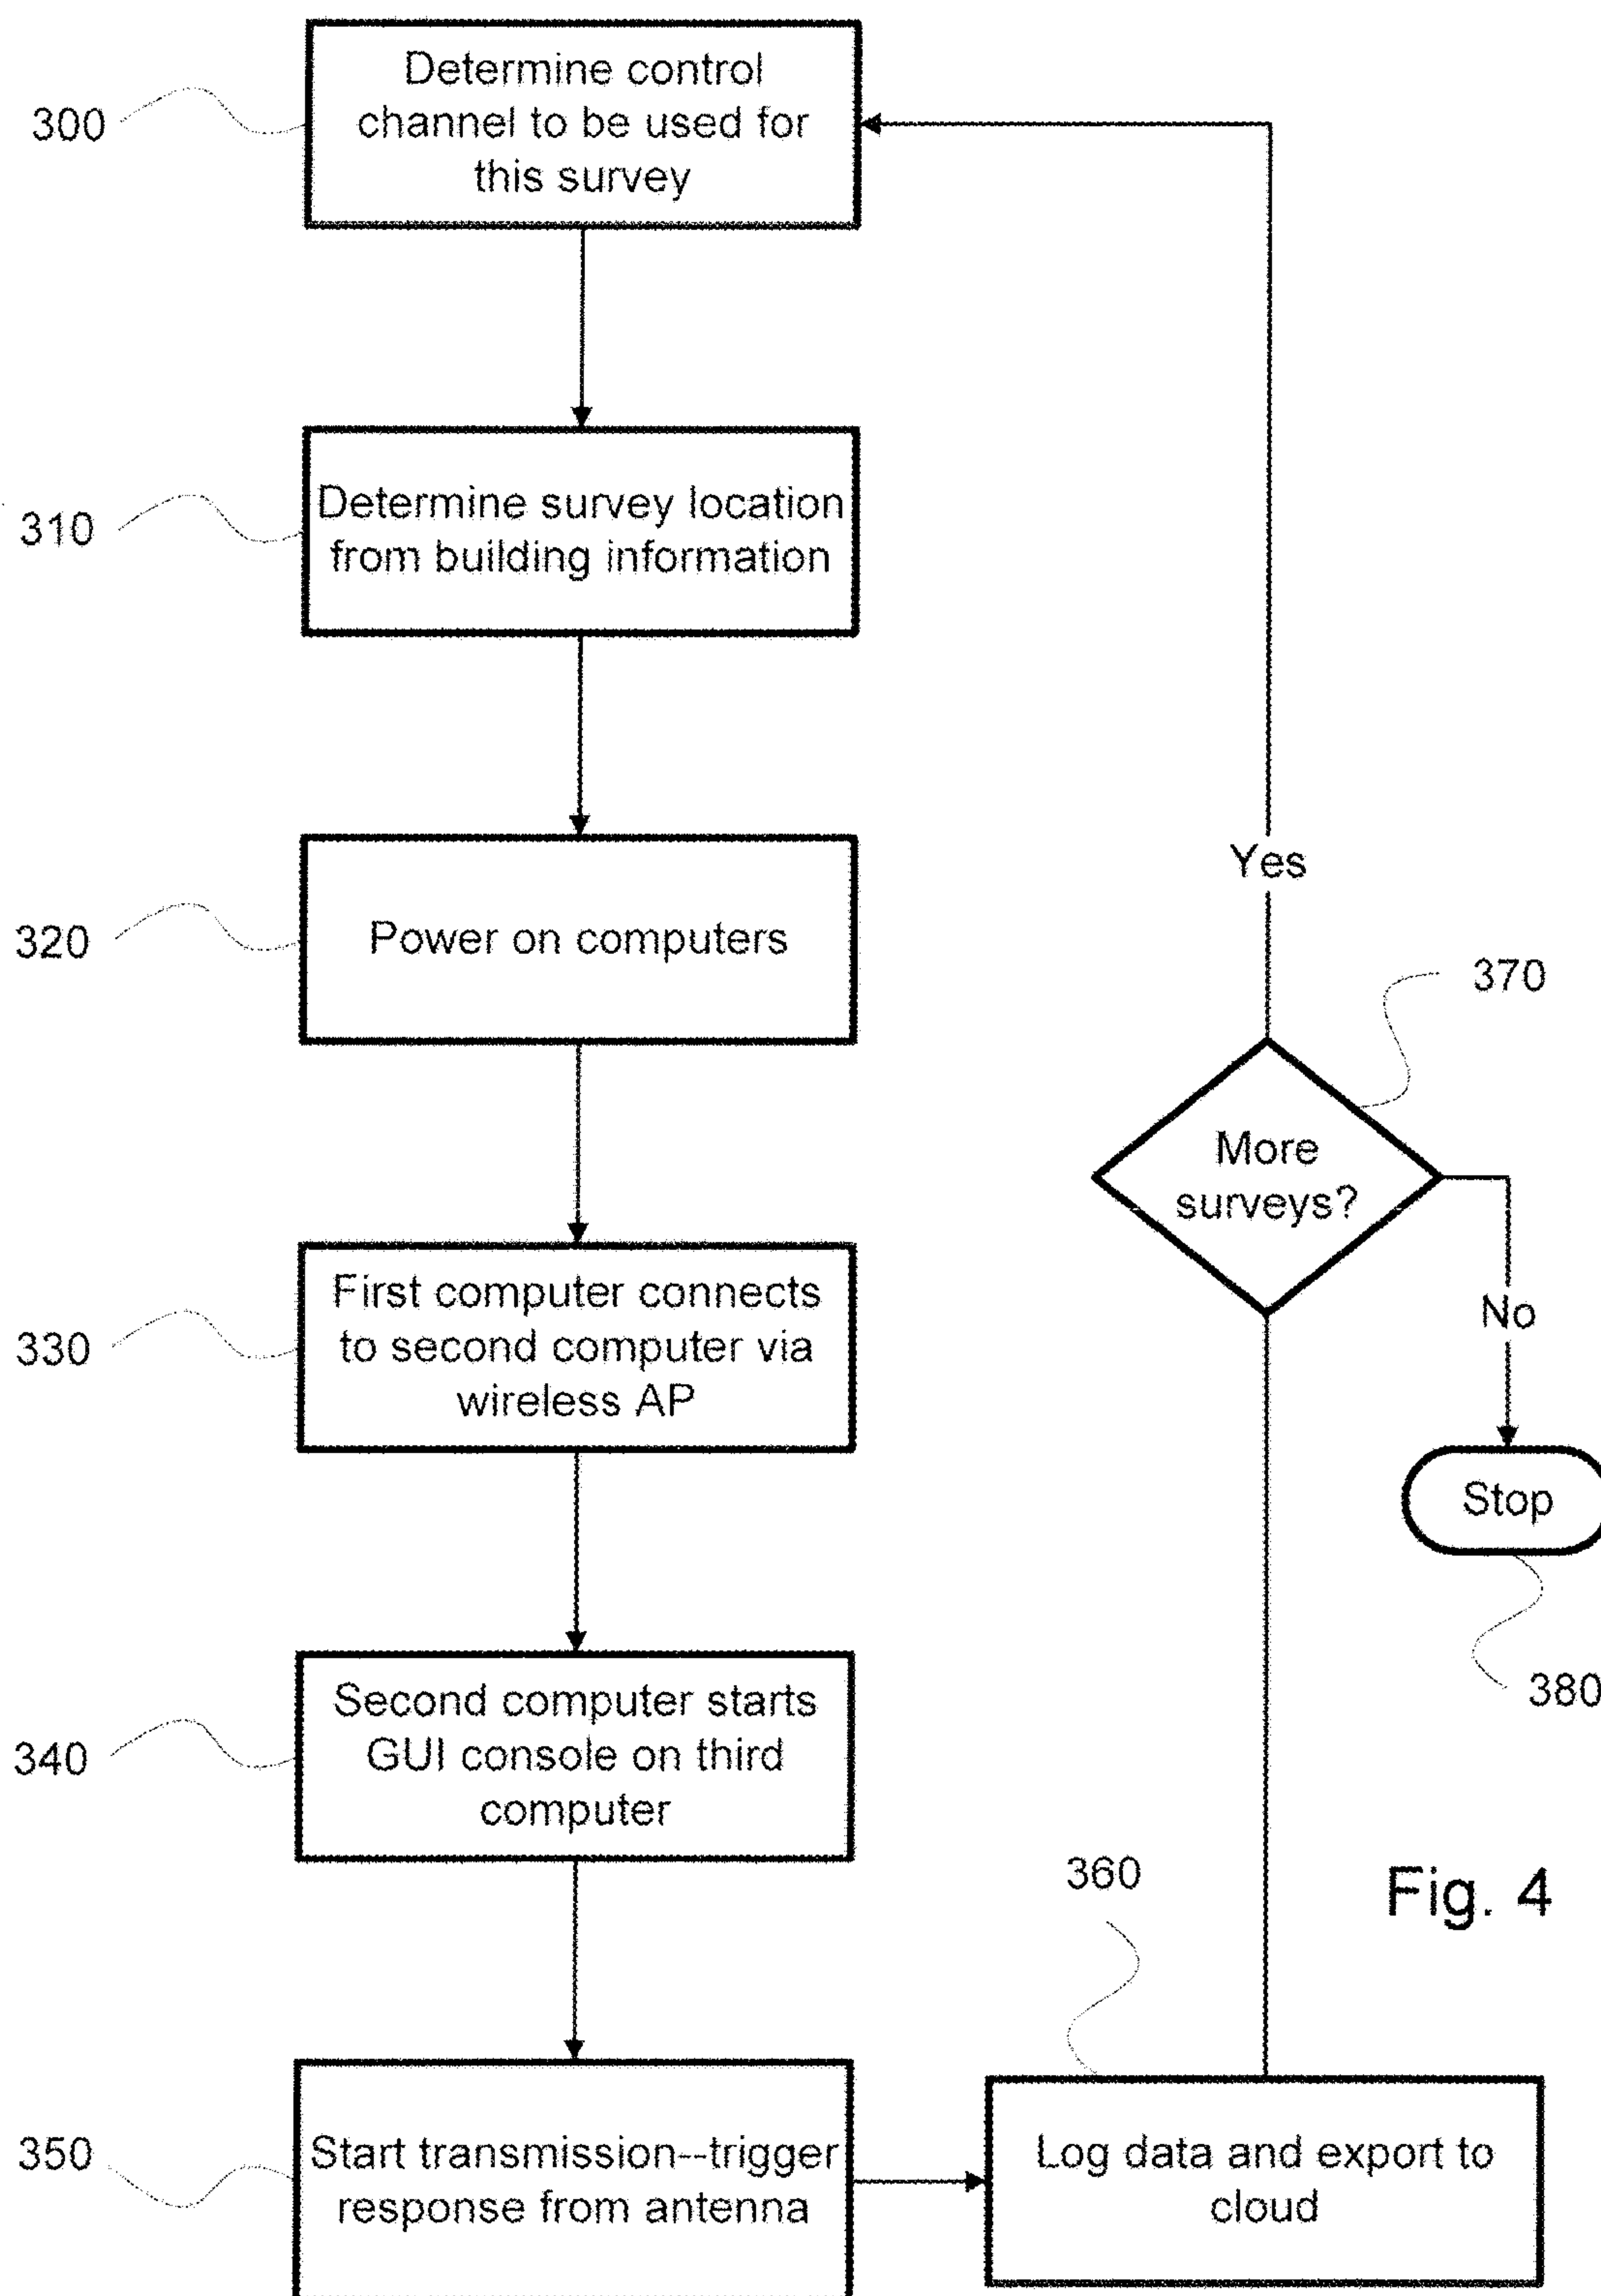 300
Determine control
channel to be used for
this survey
310
Determine survey location
from building information
320
Power on computers
330
First computer connects
to second computer via
wireless AP
340
Second computer starts
GUI console on third
computer
350
Start transmission--trigger
response from antenna
360
Log data and export to
cloud
370
More
surveys?
Yes
No
Stop
380
Fig. 4